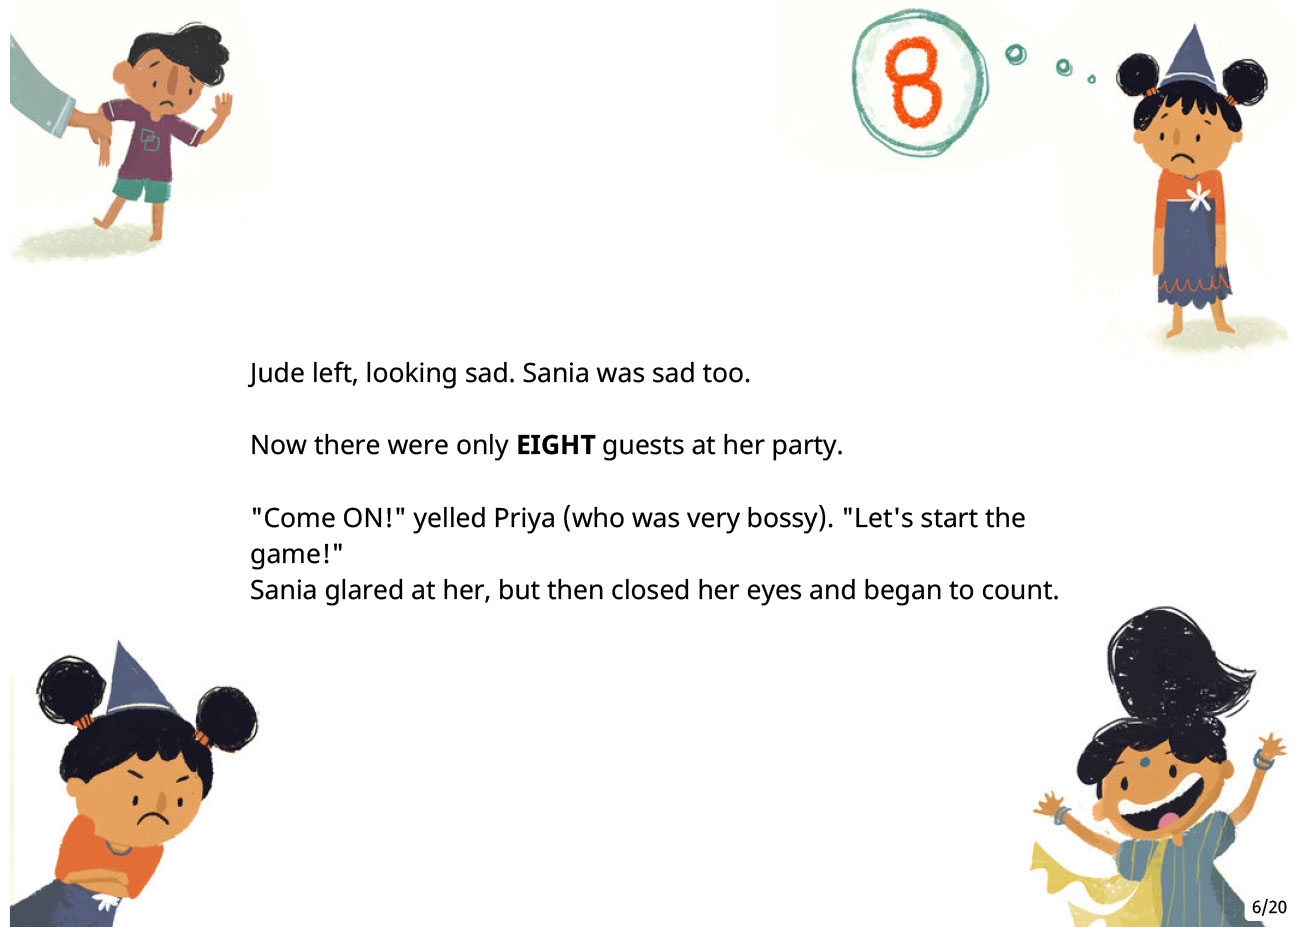 8
Jude left, looking sad. Sania was sad too.
Now there were only EIGHT guests at her party.
"Come ON!" yelled Priya (who was very bossy). "Let's start the
game!"
Sania glared at her, but then closed her eyes and began to count.
6/20